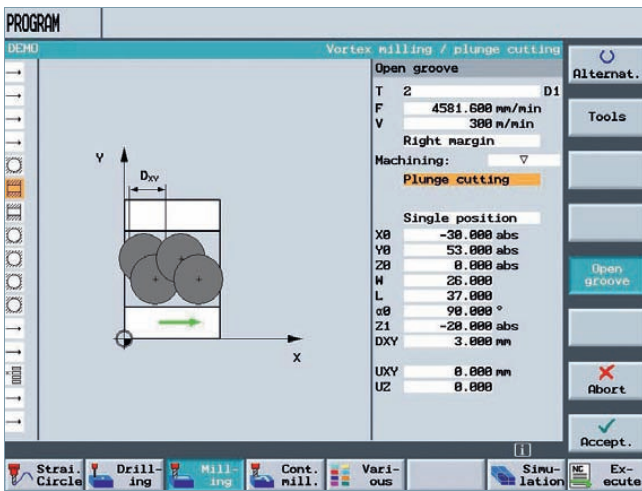 PROGRAM
DEMO
Vortex milling / plunge cutting
Alternat.
Open groove
T 2 D1
F 4581.600 mm/min
V 300 m/min
Tools
Right margin
Machining: ▽
Plunge cutting
Single position
X0 -30.000 abs
Y0 53.000 abs
Z0 0.000 abs
W 26.000
L 37.000
α0 90.000 °
Z1 -20.000 abs
DXY 3.000 mm
UXY 0.000 mm
UZ 0.000
Y
DXY
X
Open
groove
Abort
Accept.
i
Strai.
Circle
Drill-
ing
Mill-
ing
Cont.
mill.
Vari-
ous
Simu-
lation
NC
Ex-
ecute